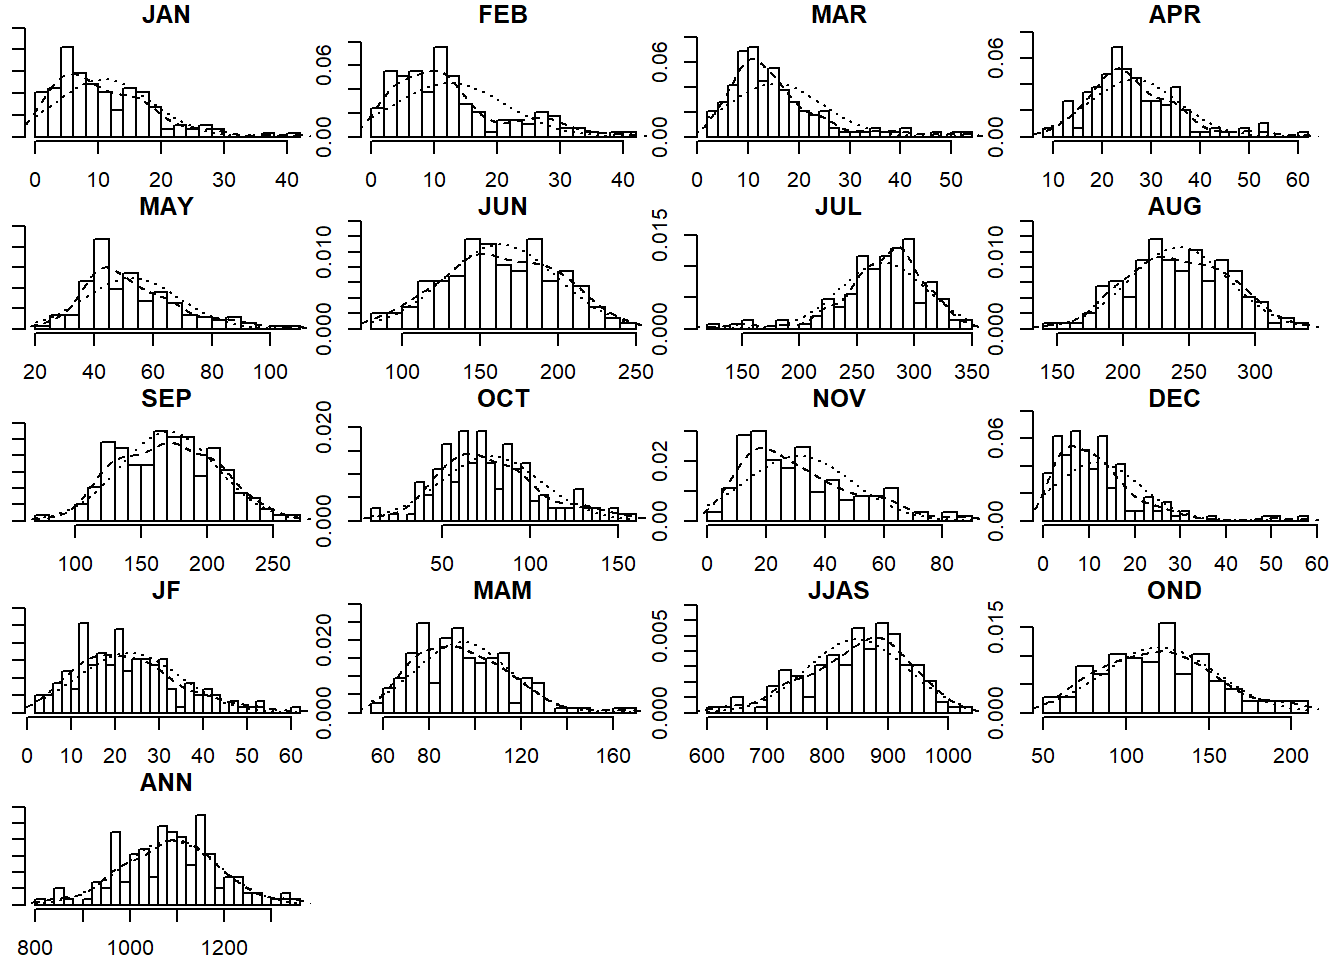 JAN FEB MAR APR
0.00 0.06 0.00 0.06 0.00 0.06
0 10 20 30 40 0 10 20 30 40 0 10 20 30 40 50 10 20 30 40 50 60
MAY JUN JUL AUG
0.000 0.010 0.000 0.015 0.000 0.010
20 40 60 80 100 100 150 200 250 150 200 250 300 350 150 200 250 300
SEP OCT NOV DEC
0.000 0.020 0.00 0.02 0.00 0.06
100 150 200 250 50 100 150 0 20 40 60 80 0 10 20 30 40 50 60
JF MAM JJAS OND
0.000 0.020 0.000 0.005 0.000 0.015
0 10 20 30 40 50 60 60 80 120 160 600 700 800 900 1000 50 100 150 200
ANN
800 1000 1200